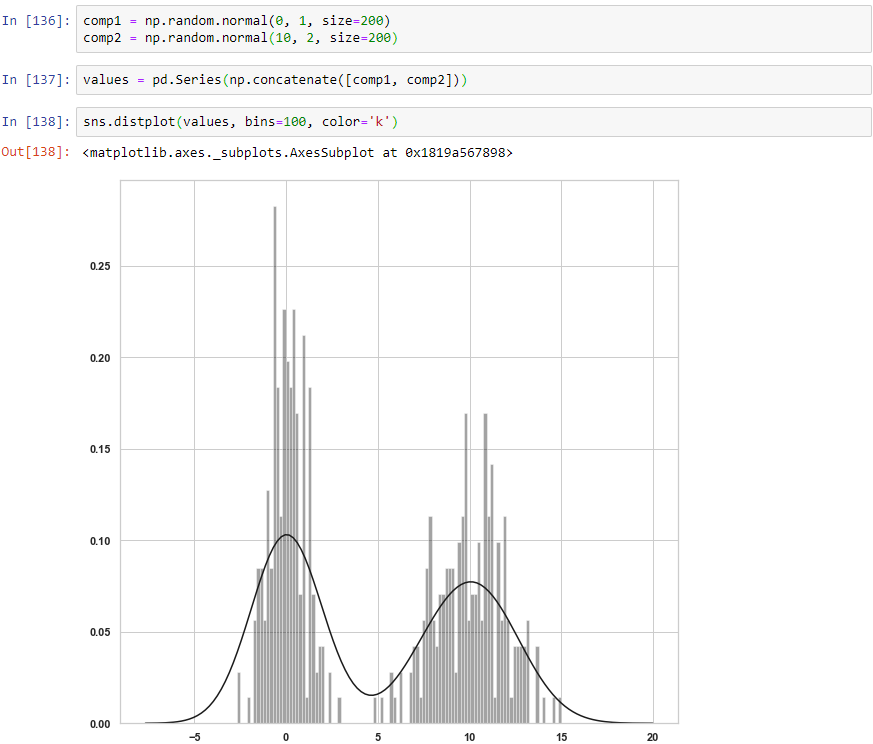 In [136]: comp1 = np.random.normal(0, 1, size=200)
comp2 = np.random.normal(10, 2, size=200)
In [137]: values = pd.Series(np.concatenate([comp1, comp2]))
In [138]: sns.distplot(values, bins=100, color='k')
Out[138]: <matplotlib.axes._subplots.AxesSubplot at 0x1819a567898>
0.25
0.20
0.15
0.10
0.05
0.00
−5 0 5 10 15 20